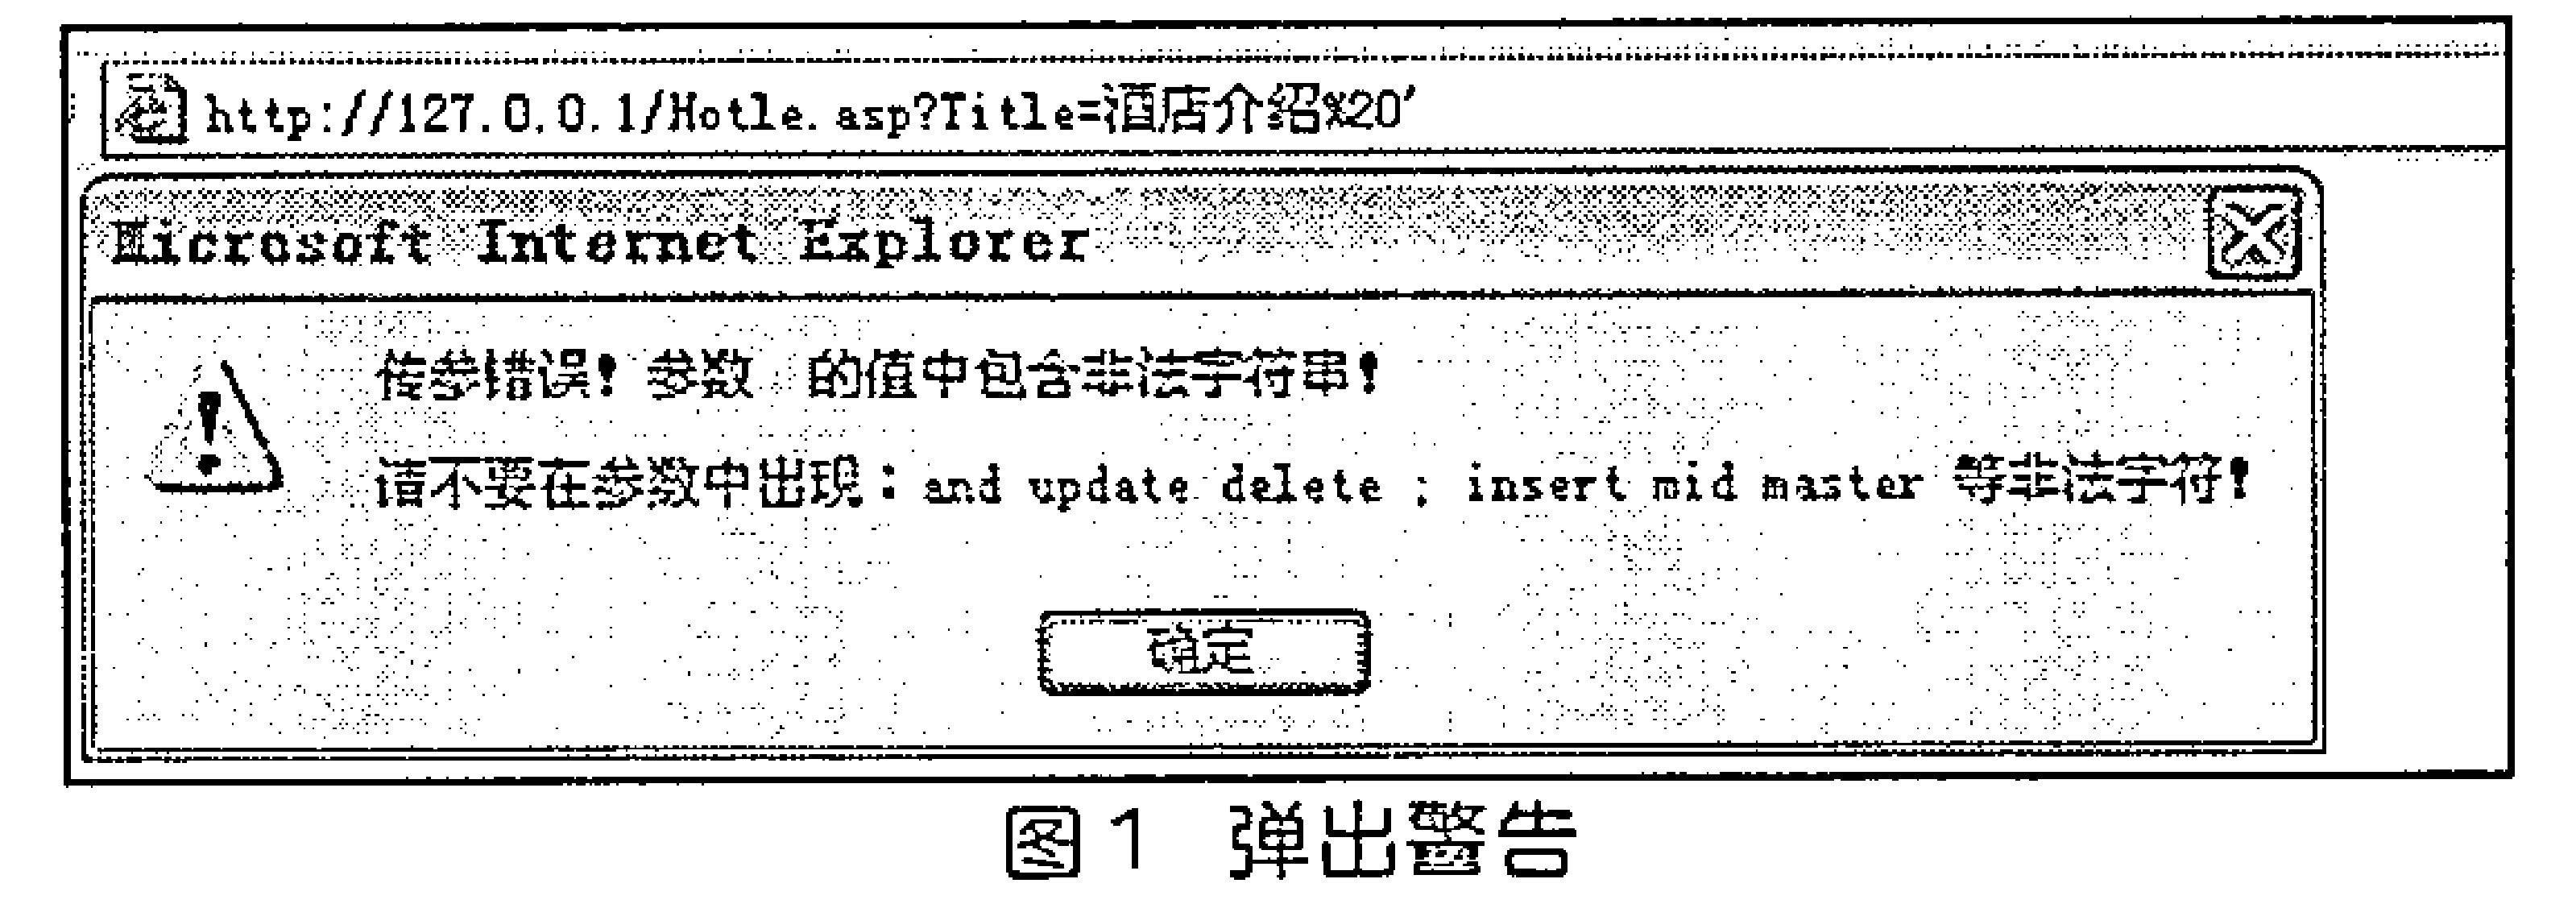 http://127.0.0.1/Hotle.asp?Title=酒店介绍%20'
Microsoft Internet Explorer
传参错误！参数 的值中包含非法字符串！
请不要在参数中出现：and update delete ; insert mid master 等非法字符！
确定
图1 弹出警告